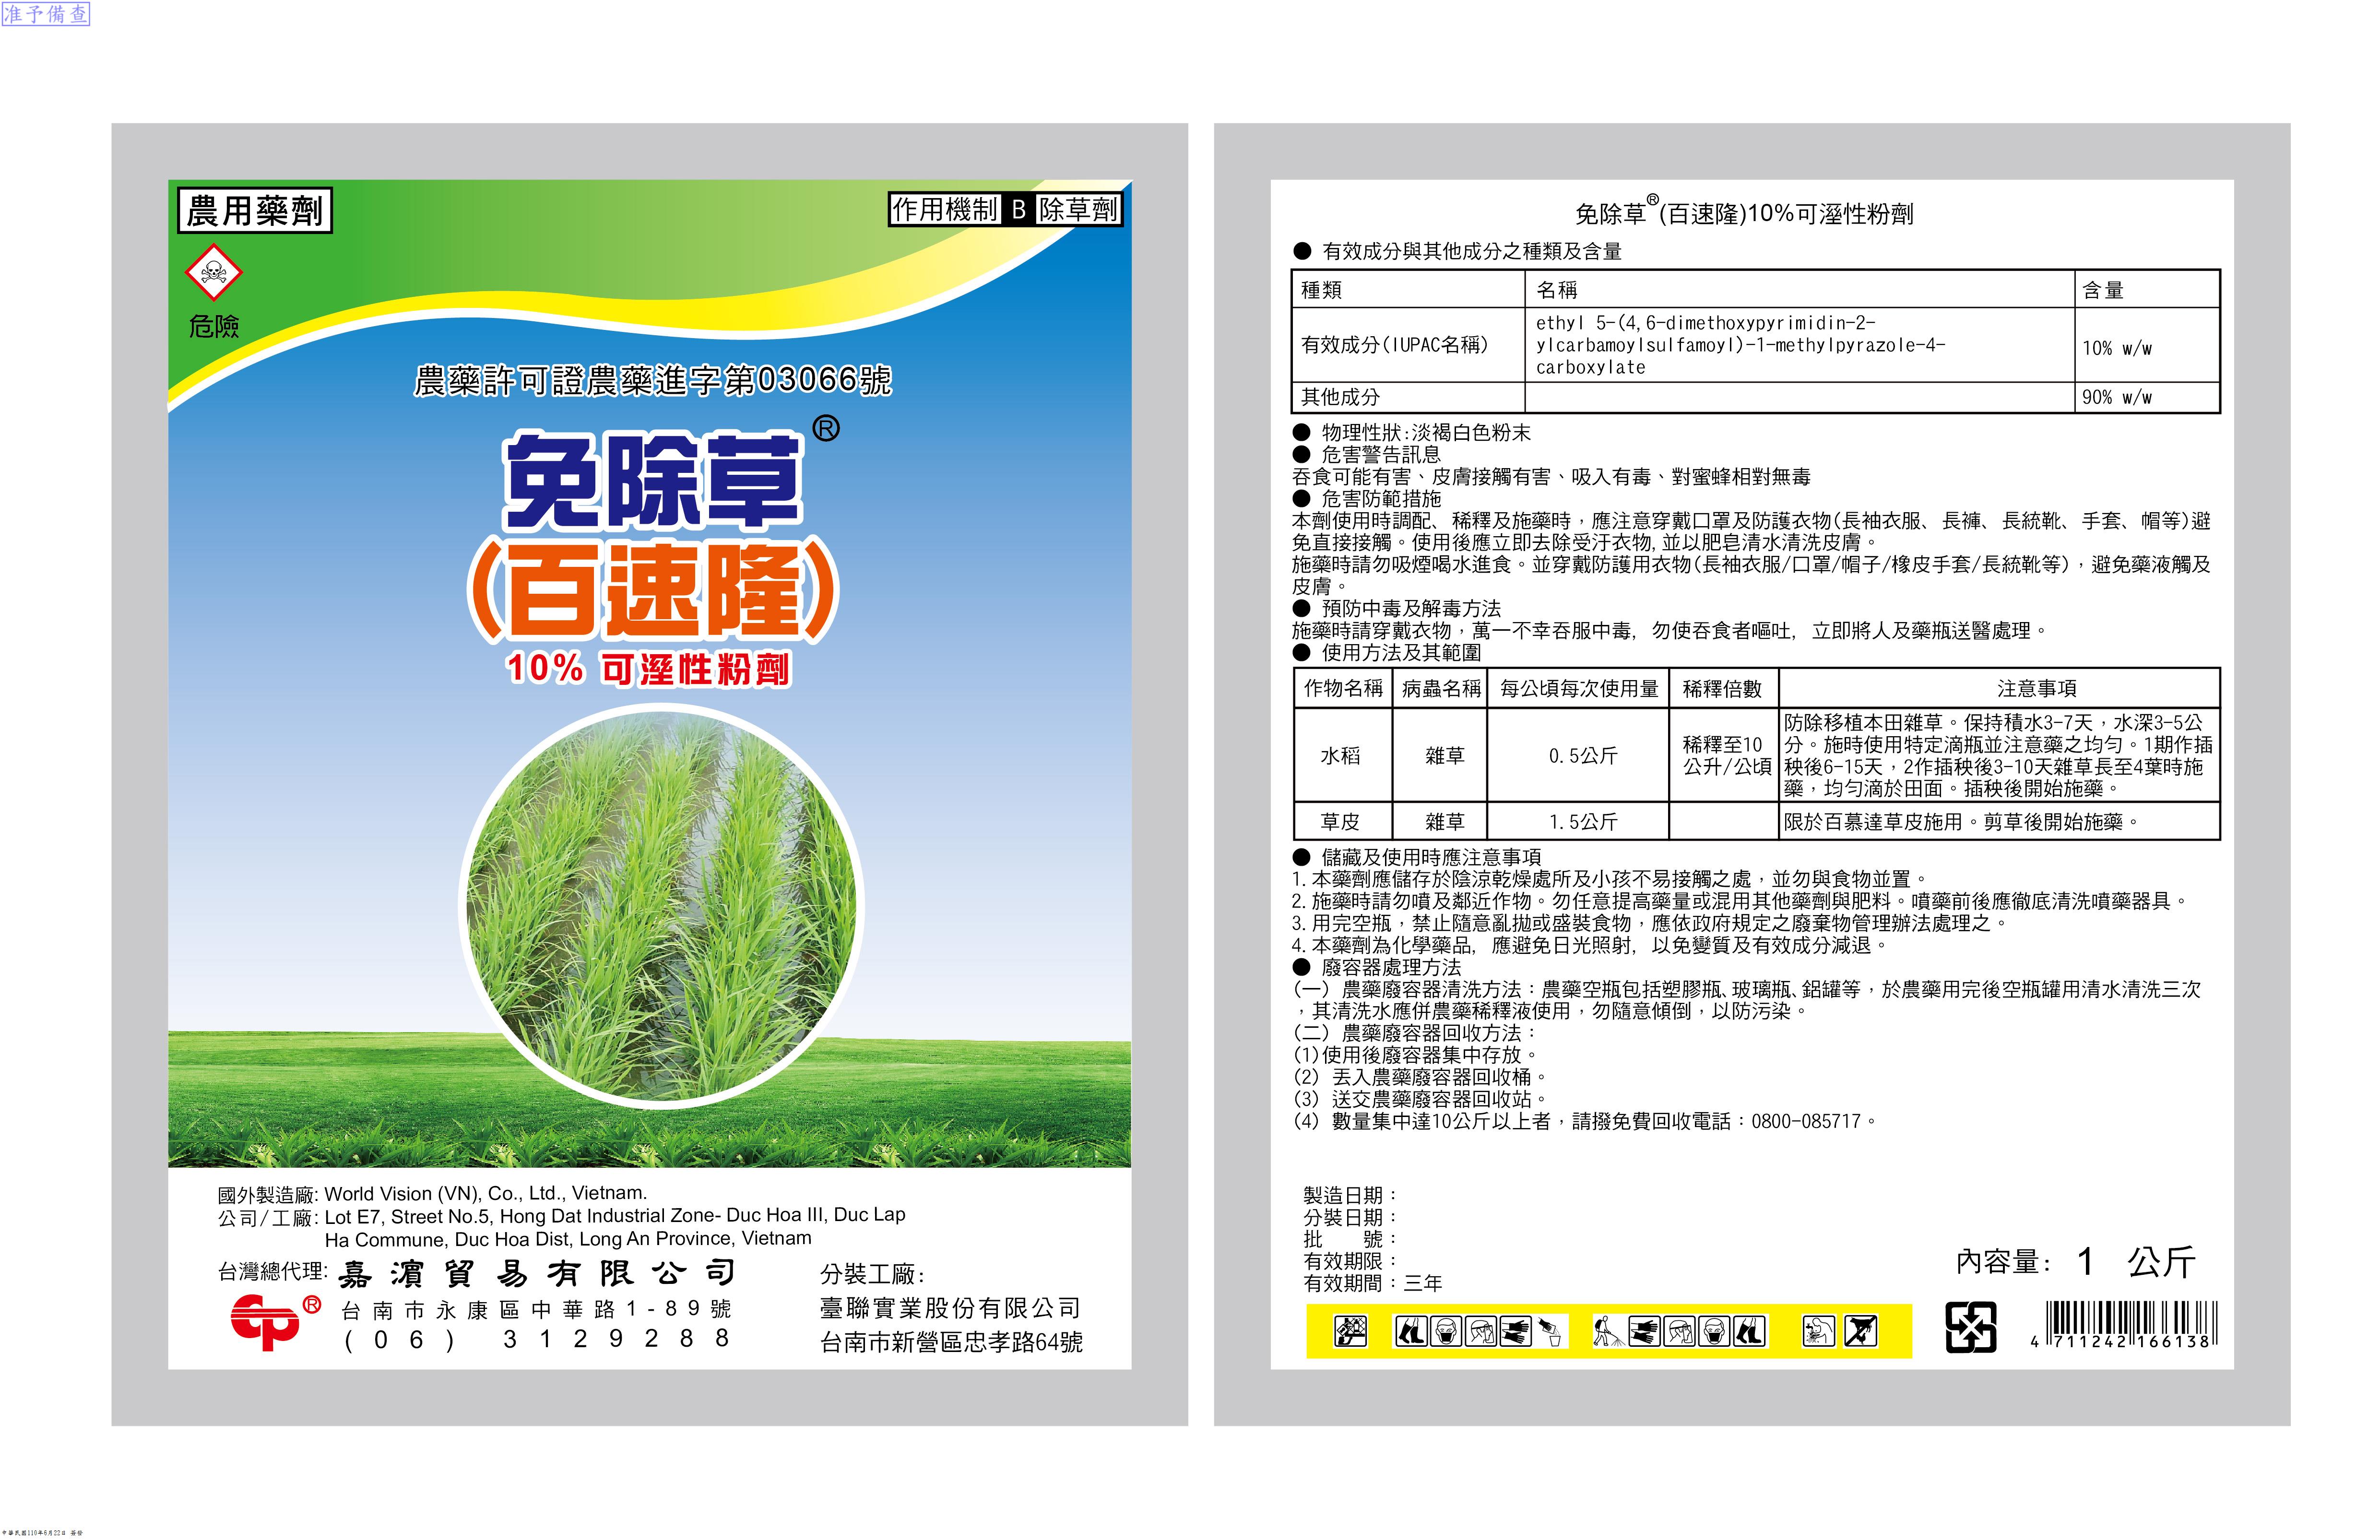 准予備查
農用藥劑
作用機制 B 除草劑
危險
農藥許可證農藥進字第03066號
免除草®
(百速隆)
10% 可溼性粉劑
國外製造廠: World Vision (VN), Co., Ltd., Vietnam.
公司/工廠: Lot E7, Street No.5, Hong Dat Industrial Zone- Duc Hoa III, Duc Lap
Ha Commune, Duc Hoa Dist, Long An Province, Vietnam
台灣總代理: 嘉濱貿易有限公司
台南市永康區中華路1-89號
(06) 3129288
CP®
分裝工廠:
臺聯實業股份有限公司
台南市新營區忠孝路64號
免除草®(百速隆)10%可溼性粉劑
● 有效成分與其他成分之種類及含量
種類 名稱 含量
有效成分(IUPAC名稱) ethyl 5-(4,6-dimethoxypyrimidin-2-
ylcarbamoylsulfamoyl)-1-methylpyrazole-4-
carboxylate 10% w/w
其他成分 90% w/w
● 物理性狀:淡褐白色粉末
● 危害警告訊息
吞食可能有害、皮膚接觸有害、吸入有毒、對蜜蜂相對無毒
● 危害防範措施
本劑使用時調配、稀釋及施藥時，應注意穿戴口罩及防護衣物(長袖衣服、長褲、長統靴、手套、帽等)避
免直接接觸。使用後應立即去除受汙衣物,並以肥皂清水清洗皮膚。
施藥時請勿吸煙喝水進食。並穿戴防護用衣物(長袖衣服/口罩/帽子/橡皮手套/長統靴等)，避免藥液觸及
皮膚。
● 預防中毒及解毒方法
施藥時請穿戴衣物，萬一不幸吞服中毒, 勿使吞食者嘔吐, 立即將人及藥瓶送醫處理。
● 使用方法及其範圍
作物名稱 病蟲名稱 每公頃每次使用量 稀釋倍數 注意事項
水稻 雜草 0.5公斤 稀釋至10
公升/公頃 防除移植本田雜草。保持積水3-7天，水深3-5公
分。施時使用特定滴瓶並注意藥之均勻。1期作插
秧後6-15天，2作插秧後3-10天雜草長至4葉時施
藥，均勻滴於田面。插秧後開始施藥。
草皮 雜草 1.5公斤 限於百慕達草皮施用。剪草後開始施藥。
● 儲藏及使用時應注意事項
1.本藥劑應儲存於陰涼乾燥處所及小孩不易接觸之處，並勿與食物並置。
2.施藥時請勿噴及鄰近作物。勿任意提高藥量或混用其他藥劑與肥料。噴藥前後應徹底清洗噴藥器具。
3.用完空瓶，禁止隨意亂拋或盛裝食物，應依政府規定之廢棄物管理辦法處理之。
4.本藥劑為化學藥品, 應避免日光照射, 以免變質及有效成分減退。
● 廢容器處理方法
(一) 農藥廢容器清洗方法：農藥空瓶包括塑膠瓶、玻璃瓶、鋁罐等，於農藥用完後空瓶罐用清水清洗三次
，其清洗水應併農藥稀釋液使用，勿隨意傾倒，以防污染。
(二) 農藥廢容器回收方法：
(1)使用後廢容器集中存放。
(2) 丟入農藥廢容器回收桶。
(3) 送交農藥廢容器回收站。
(4) 數量集中達10公斤以上者，請撥免費回收電話：0800-085717。
製造日期：
分裝日期：
批 號：
有效期限：
有效期間：三年
內容量: 1 公斤
4 711242 166138
中華民國110年6月22日 簽發